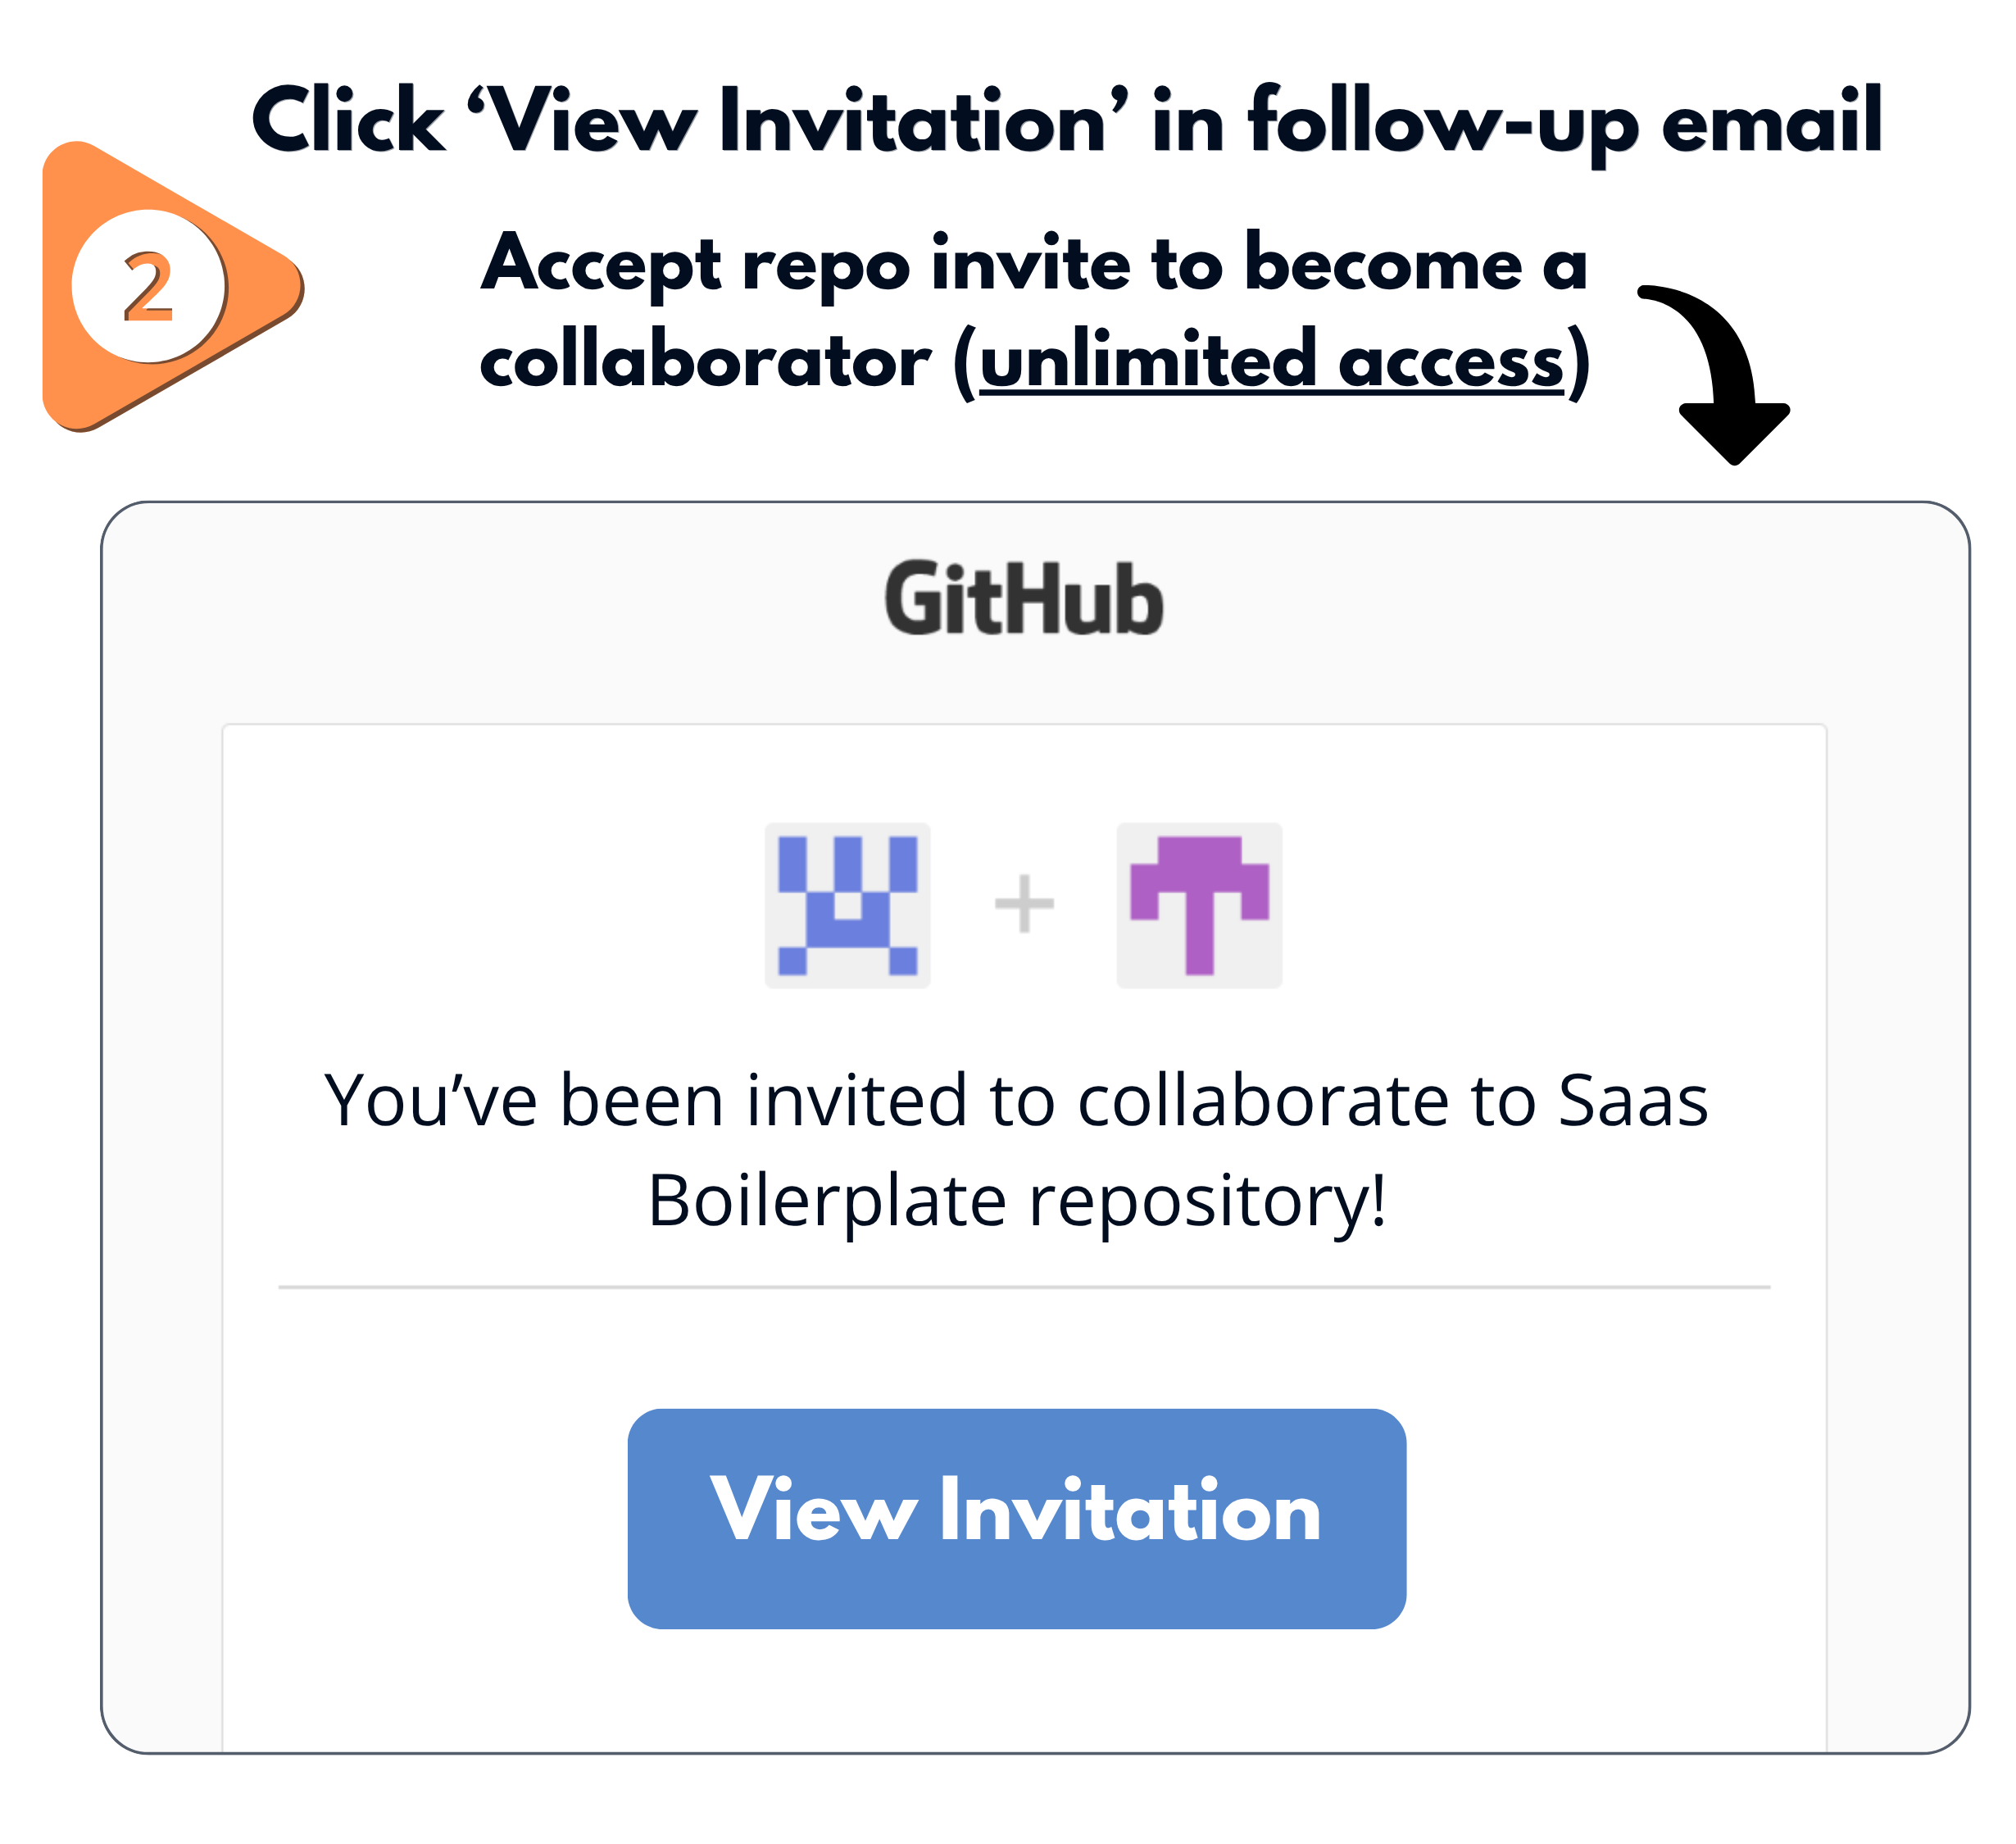 Click ‘View Invitation’ in follow-up email
2
Accept repo invite to become a
collaborator (unlimited access)
GitHub
You’ve been invited to collaborate to Saas
Boilerplate repository!
View Invitation